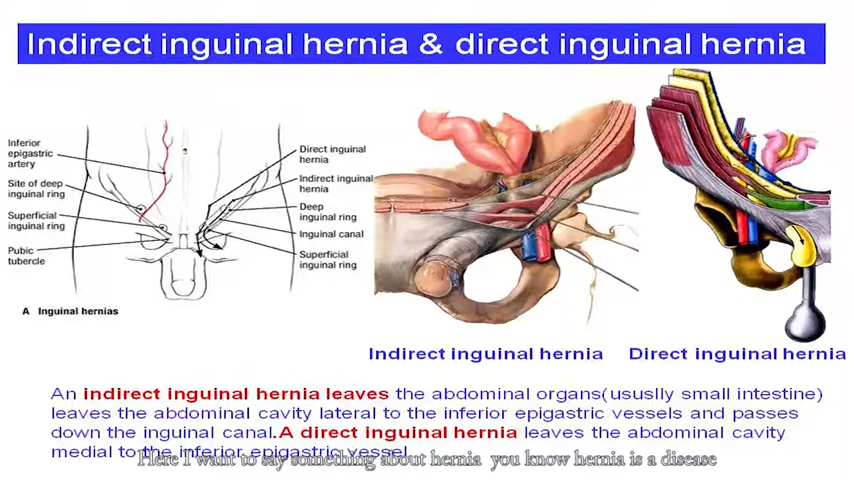 Indirect inguinal hernia & direct inguinal hernia
Inferior
epigastric
artery
Site of deep
inguinal ring
Superficial
inguinal ring
Pubic
tubercle
Direct inguinal
hernia
Indirect inguinal
hernia
Deep
inguinal ring
Inguinal canal
Superficial
inguinal ring
A Inguinal hernias
Indirect inguinal hernia
Direct inguinal hernia
An indirect inguinal hernia leaves the abdominal organs(ususlly small intestine)
leaves the abdominal cavity lateral to the inferior epigastric vessels and passes
down the inguinal canal.A direct inguinal hernia leaves the abdominal cavity
medial to the inferior epigastric vessel
Here I want to say something about hernia you know hernia is a disease